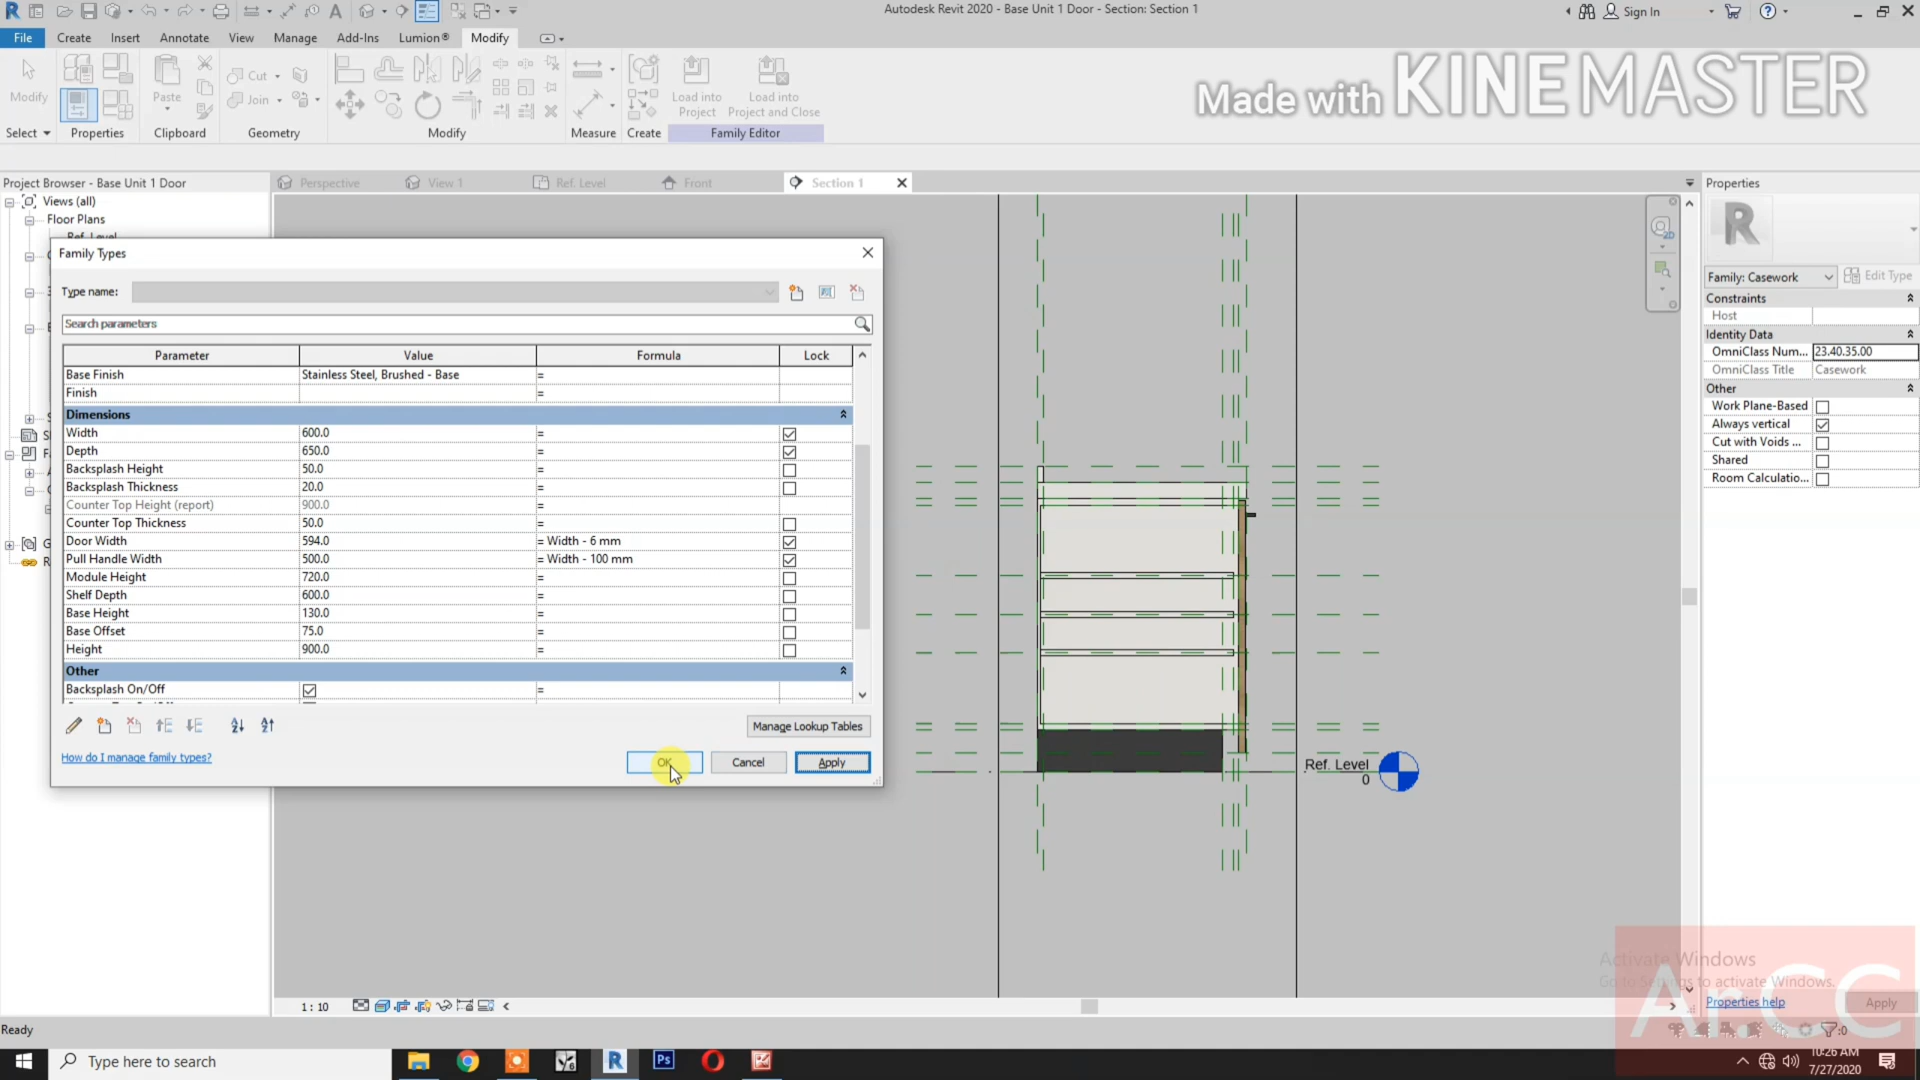 Autodesk Revit 2020 - Base Unit 1 Door - Section: Section 1
Sign In
File Create Insert Annotate View Manage Add-Ins Lumion® Modify
Made with KINEMASTER
Modify Paste Cut Join Load into Project Load into Project and Close
Select Properties Clipboard Geometry Modify Measure Create Family Editor
Project Browser - Base Unit 1 Door
Perspective View 1 Ref. Level Front Section 1
Properties
Views (all)
Floor Plans
Ref. Level
Family Types
Type name:
Search parameters
Parameter Value Formula Lock
Base Finish Stainless Steel, Brushed - Base =
Finish =
Dimensions
Width 600.0 =
Depth 650.0 =
Backsplash Height 50.0 =
Backsplash Thickness 20.0 =
Counter Top Height (report) 900.0 =
Counter Top Thickness 50.0 =
Door Width 594.0 = Width - 6 mm
Pull Handle Width 500.0 = Width - 100 mm
Module Height 720.0 =
Shelf Depth 600.0 =
Base Height 130.0 =
Base Offset 75.0 =
Height 900.0 =
Other
Backsplash On/Off =
Manage Lookup Tables
How do I manage family types?
OK Cancel Apply
Ref. Level
0
Family: Casework Edit Type
Constraints
Host
Identity Data
OmniClass Num... 23.40.35.00
OmniClass Title Casework
Other
Work Plane-Based
Always vertical
Cut with Voids ...
Shared
Room Calculatio...
Activate Windows
Go to Settings to activate Windows.
ArCC
Properties help Apply
1 : 10
Ready
:0
Type here to search
10:26 AM
7/27/2020